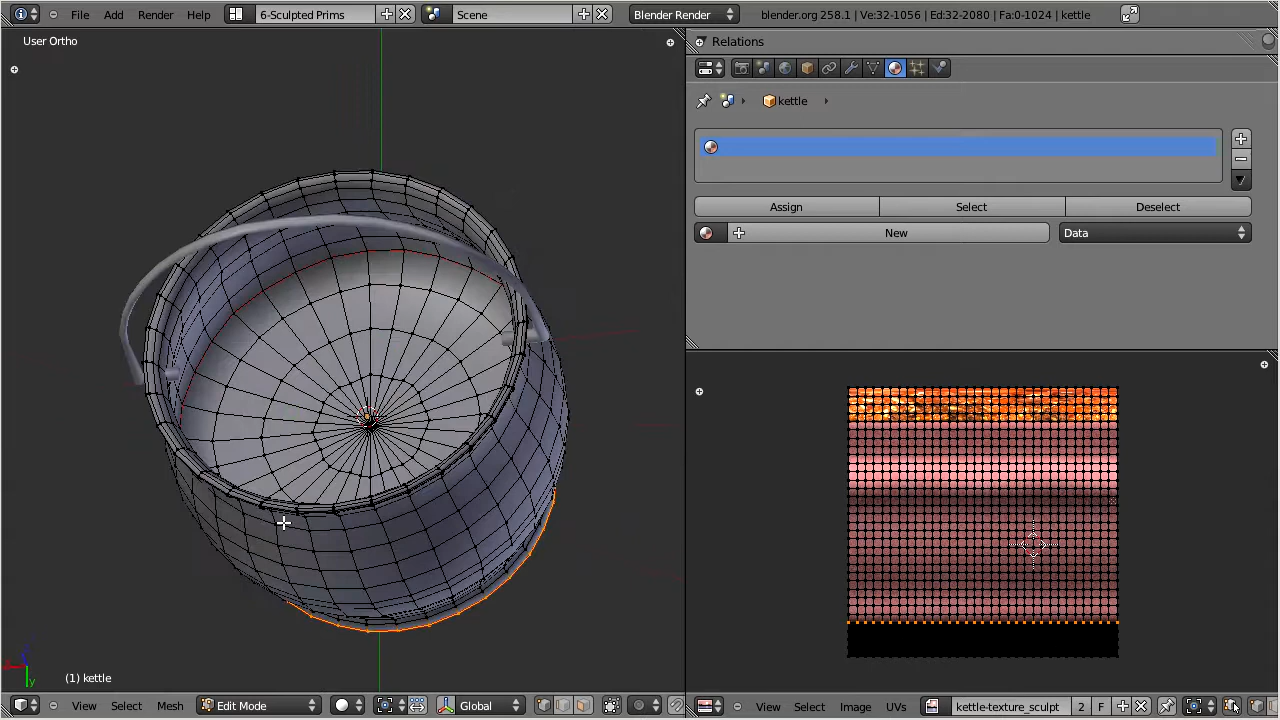 File Add Render Help 6-Sculpted Prims Scene Blender Render blender.org 258.1 | Ve:32-1056 | Ed:32-2080 | Fa:0-1024 | kettle
User Ortho
Relations
kettle
Assign Select Deselect
New Data
y
(1) kettle
View Select Mesh Edit Mode Global View Select Image UVs kettle-texture_sculpt 2 F